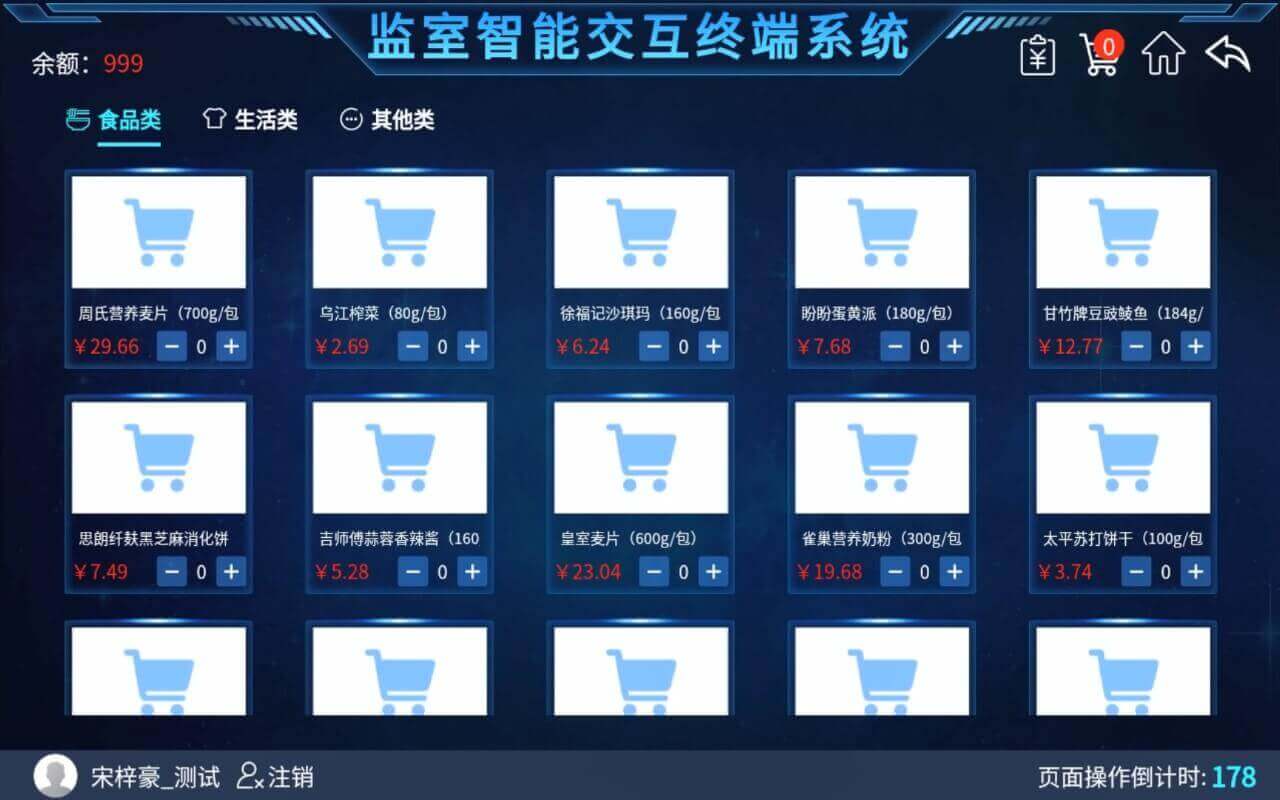 监室智能交互终端系统
余额：999
0
食品类 生活类 其他类
周氏营养麦片（700g/包 乌江榨菜（80g/包） 徐福记沙琪玛（160g/包 盼盼蛋黄派（180g/包） 甘竹牌豆豉鲮鱼（184g/
￥29.66 － 0 + ￥2.69 － 0 + ￥6.24 － 0 + ￥7.68 － 0 + ￥12.77 － 0 +
思朗纤麸黑芝麻消化饼 吉师傅蒜蓉香辣酱（160 皇室麦片（600g/包） 雀巢营养奶粉（300g/包 太平苏打饼干（100g/包
￥7.49 － 0 + ￥5.28 － 0 + ￥23.04 － 0 + ￥19.68 － 0 + ￥3.74 － 0 +
宋梓豪_测试 注销 页面操作倒计时: 178